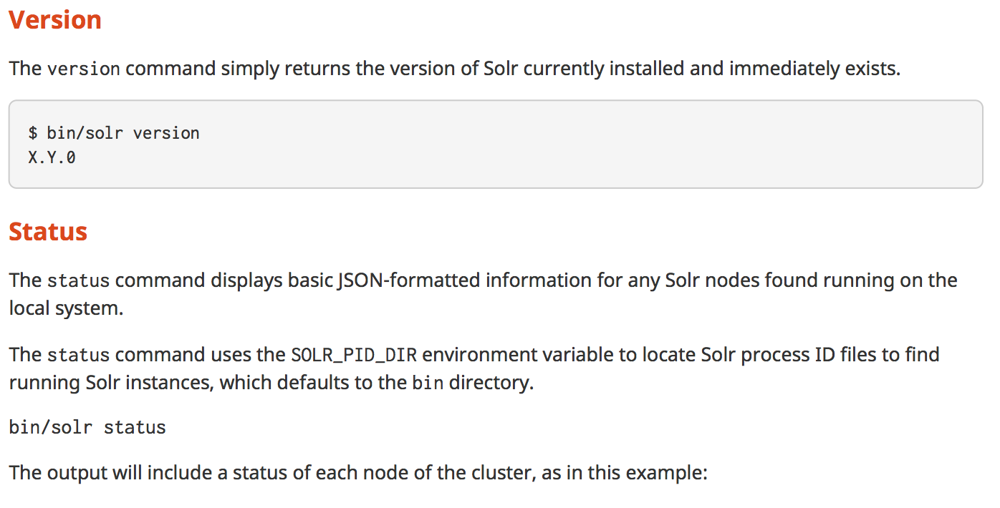 Version
The version command simply returns the version of Solr currently installed and immediately exists.
$ bin/solr version
X.Y.0
Status
The status command displays basic JSON-formatted information for any Solr nodes found running on the
local system.
The status command uses the SOLR_PID_DIR environment variable to locate Solr process ID files to find
running Solr instances, which defaults to the bin directory.
bin/solr status
The output will include a status of each node of the cluster, as in this example: